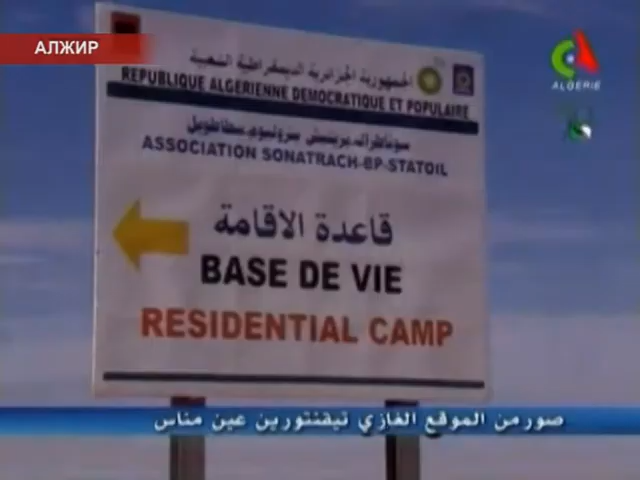 АЛЖИР
ALGERIE
الجمهورية الجزائرية الديمقراطية الشعبية
REPUBLIQUE ALGERIENNE DEMOCRATIQUE ET POPULAIRE
ASSOCIATION SONATRACH-BP-STATOIL
قاعدة الاقامة
BASE DE VIE
RESIDENTIAL CAMP
صور من الموقع الغازي تيقنتورين عين مناس